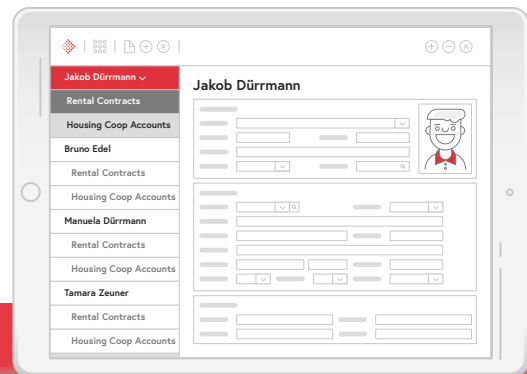 Jakob Dürrmann
Rental Contracts
Housing Coop Accounts
Bruno Edel
Rental Contracts
Housing Coop Accounts
Manuela Dürrmann
Rental Contracts
Housing Coop Accounts
Tamara Zeuner
Rental Contracts
Housing Coop Accounts
Jakob Dürrmann